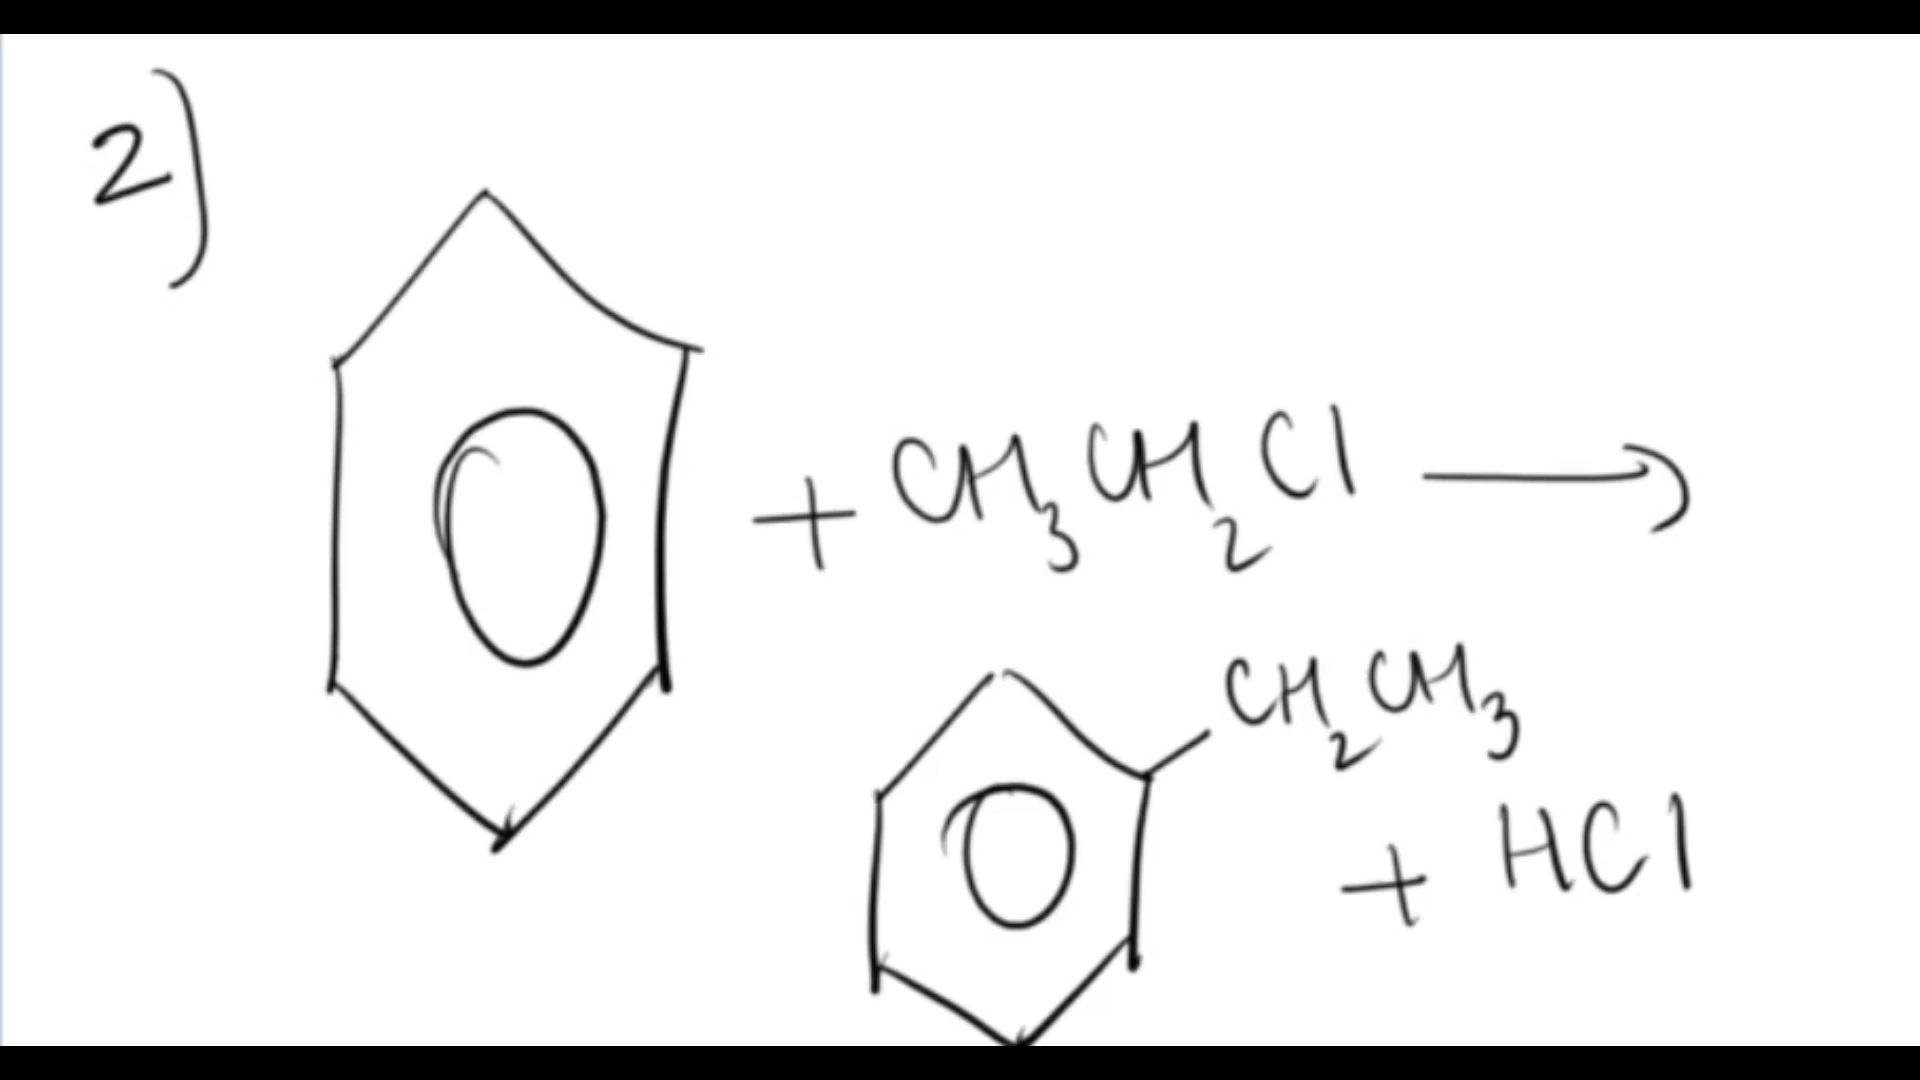 2)
+ CH3CH2Cl →
CH2CH3
+ HCl